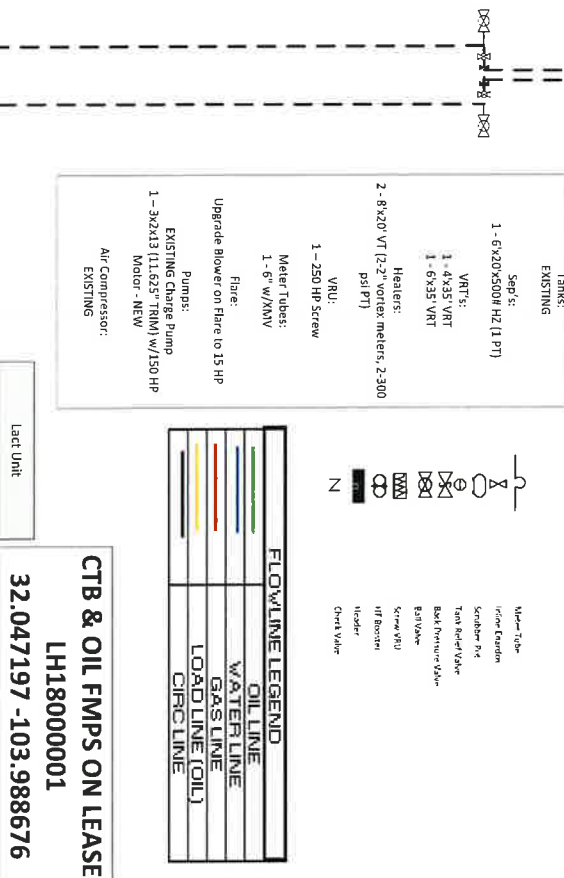 Tanks:
EXISTING
Sep's:
1 - 6'x20'x500# HZ (1 PT)
VRT's:
1 - 4'x35' VRT
1 - 6'x35' VRT
Heaters:
2 - 8'x20' VT (2-2" vortex meters, 2-300
psi PT)
VRU:
1 – 250 HP Screw
Meter Tubes:
1 - 6" w/XMV
Flare:
Upgrade Blower on Flare to 15 HP
Pumps:
EXISTING Charge Pump
1 – 3x2x13 (11.625" TRIM) w/150 HP
Motor - NEW
Air Compressor:
EXISTING
Meter Tube
Scrubber Pot
Tank Relief Valve
Back Pressure Valve
Ball Valve
Screw VRU
HP Booster
Header
Check Valve
N
FLOWLINE LEGEND
OIL LINE
WATER LINE
GAS LINE
LOAD LINE (OIL)
CIRC LINE
Lact Unit
CTB & OIL FMPS ON LEASE
LH18000001
32.047197 -103.988676